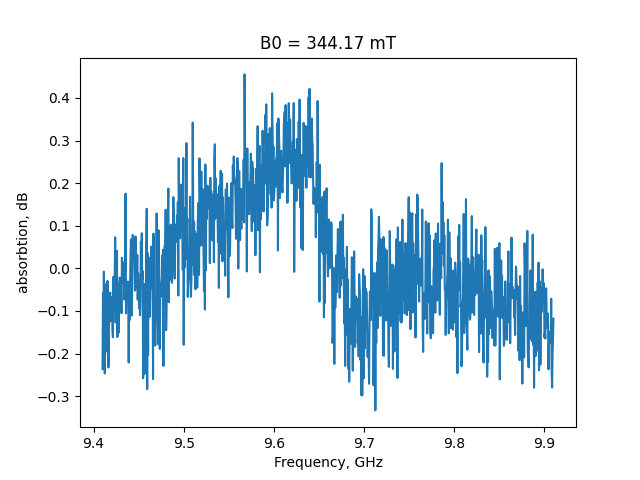 B0 = 344.17 mT
absorbtion, dB
0.4
0.3
0.2
0.1
0.0
−0.1
−0.2
−0.3
9.4 9.5 9.6 9.7 9.8 9.9
Frequency, GHz